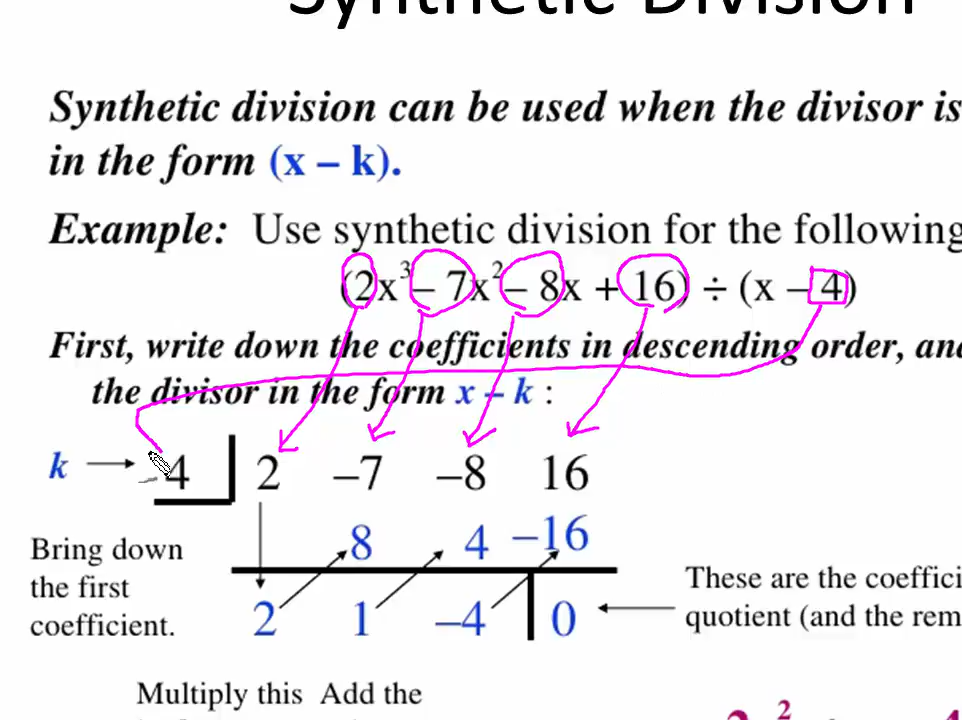 Synthetic Division
Synthetic division can be used when the divisor is
in the form (x – k).
Example: Use synthetic division for the following
(2x³ – 7x² – 8x + 16) ÷ (x – 4)
First, write down the coefficients in descending order, and
the divisor in the form x – k :
k 4 2 –7 –8 16
8 4 –16
Bring down
the first
coefficient.
2 1 –4 0
These are the coeffici
quotient (and the rem
Multiply this Add the